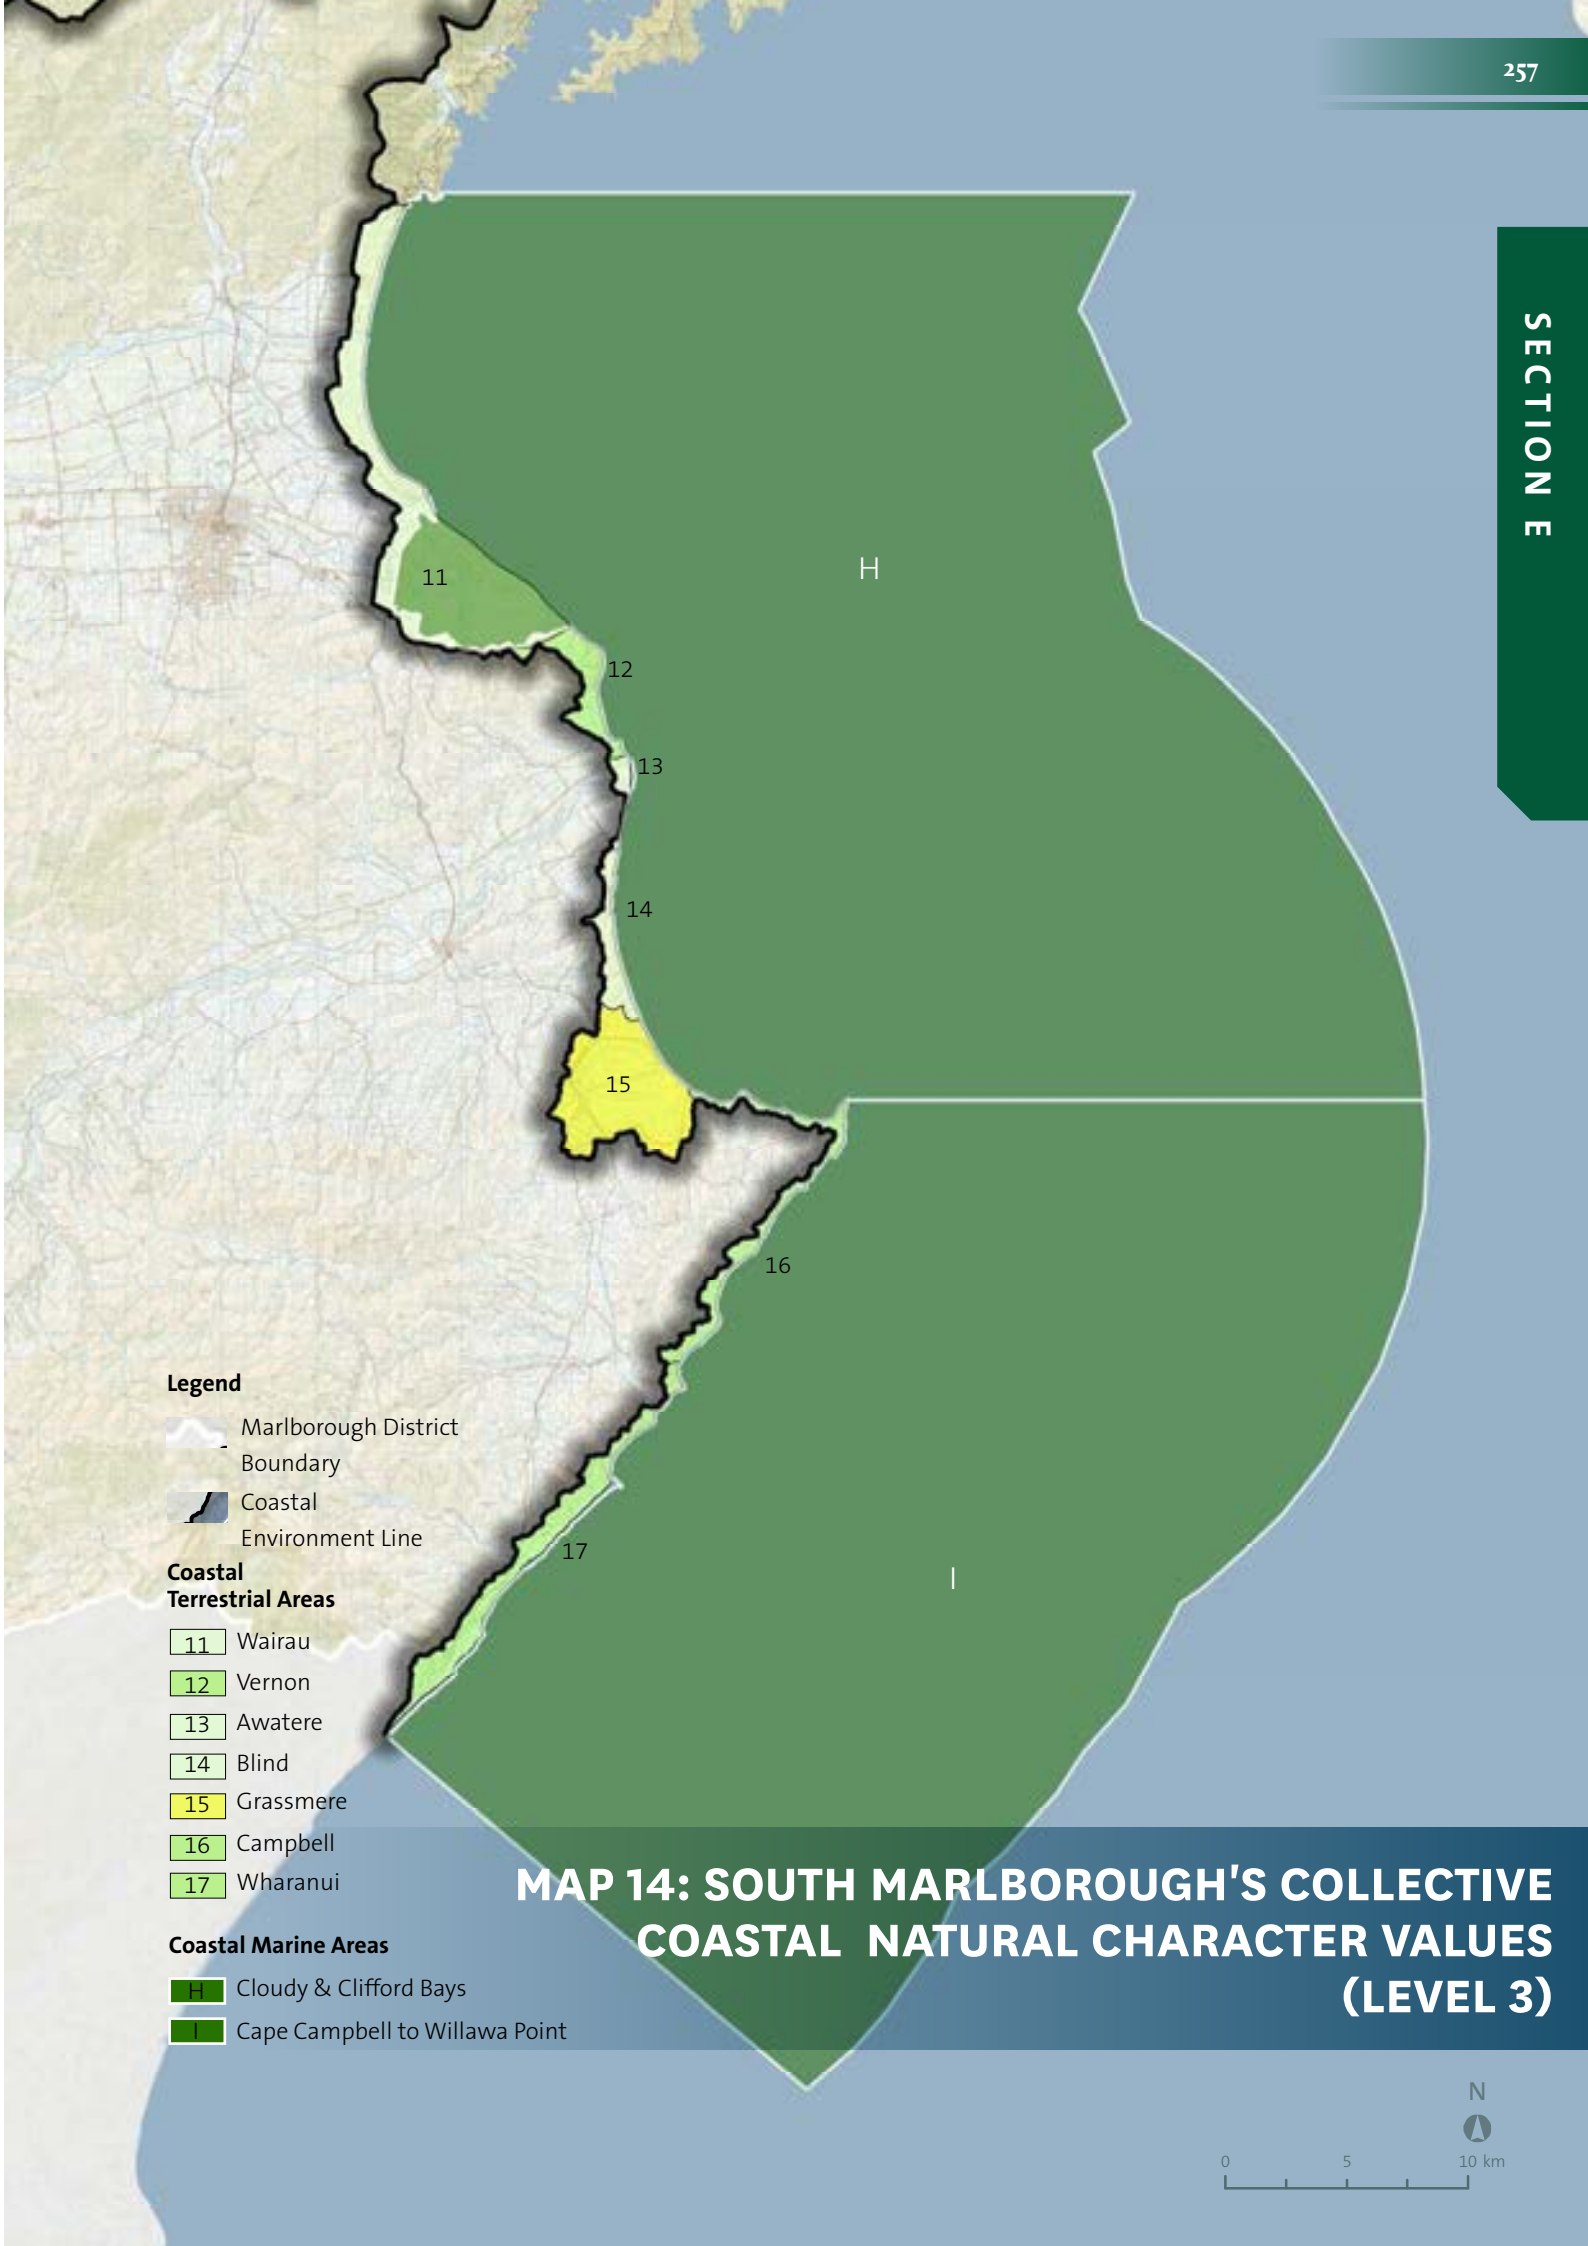 257
SECTION E
H
11
12
13
14
15
16
17
I
Legend
Marlborough District
Boundary
Coastal
Environment Line
Coastal
Terrestrial Areas
11 Wairau
12 Vernon
13 Awatere
14 Blind
15 Grassmere
16 Campbell
17 Wharanui
Coastal Marine Areas
H Cloudy & Clifford Bays
I Cape Campbell to Willawa Point
MAP 14: SOUTH MARLBOROUGH'S COLLECTIVE
COASTAL NATURAL CHARACTER VALUES
(LEVEL 3)
N
0 5 10 km